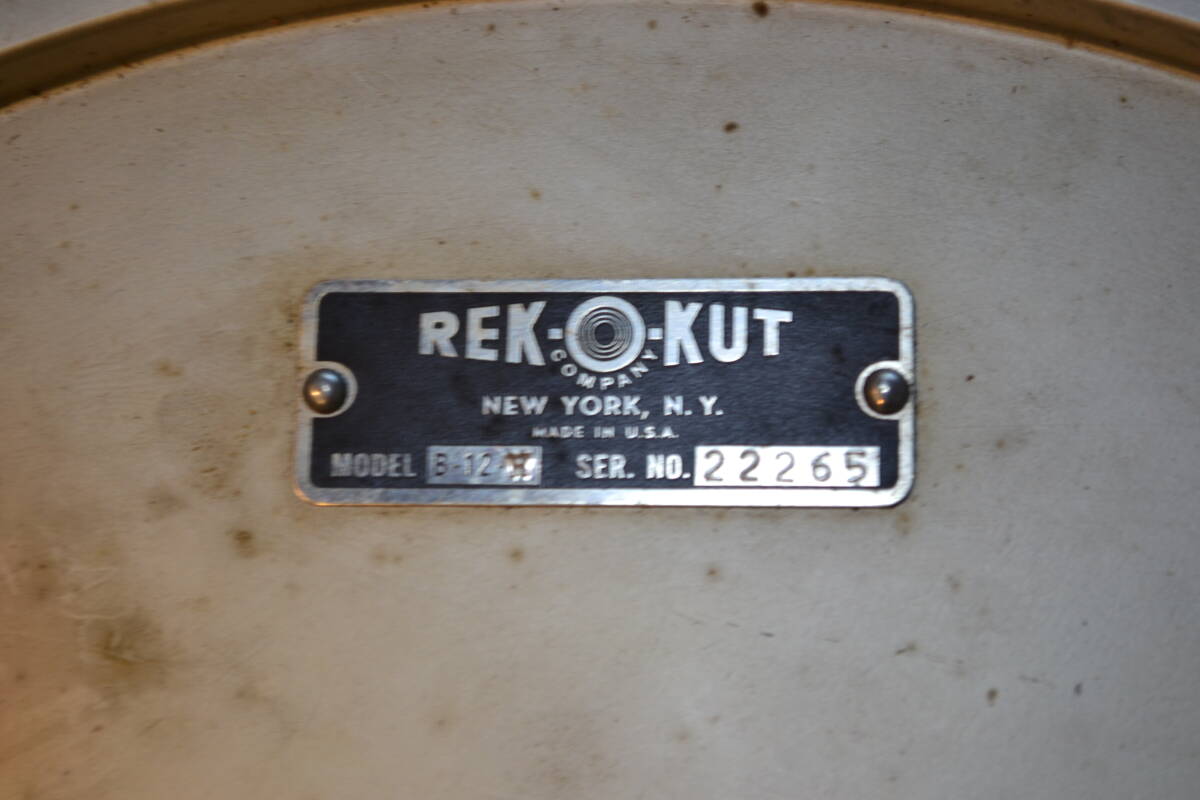 REK-O-KUT
COMPANY
NEW YORK, N.Y.
MADE IN U.S.A.
MODEL B-12 SER. NO. 22265